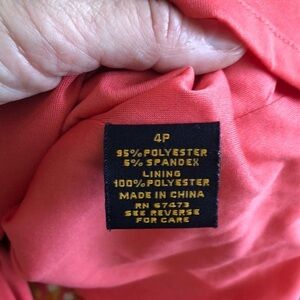 4P
95% POLYESTER
5% SPANDEX
LINING
100% POLYESTER
MADE IN CHINA
RN 67473
SEE REVERSE
FOR CARE